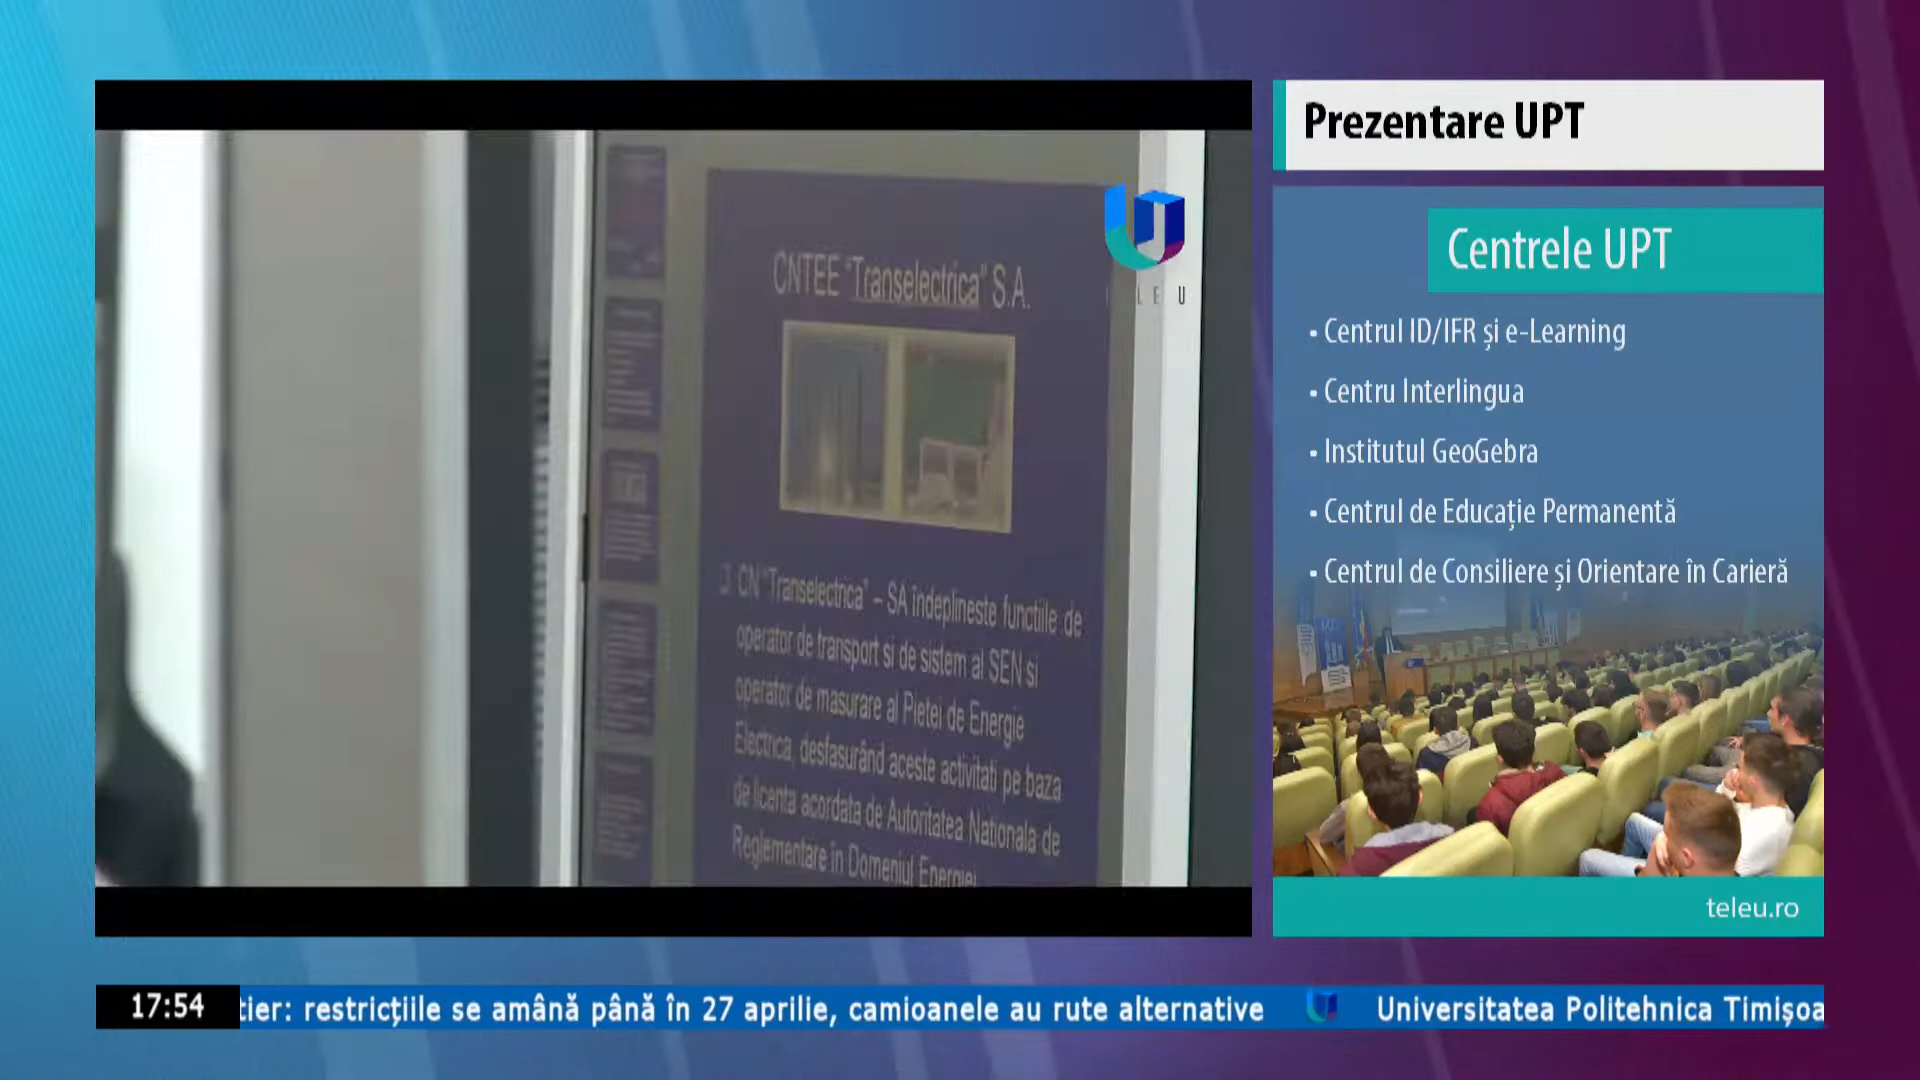 CNTEE "Transelectrica" S.A.
CN "Transelectrica" – SA îndeplineste functiile de
operator de transport si de sistem al SEN si
operator de masurare al Pietei de Energie
Electrica, desfasurând aceste activitati pe baza
de licenta acordata de Autoritatea Nationala de
Reglementare în Domeniul Energiei
L E U
Prezentare UPT
Centrele UPT
• Centrul ID/IFR și e-Learning
• Centru Interlingua
• Institutul GeoGebra
• Centrul de Educație Permanentă
• Centrul de Consiliere și Orientare în Carieră
teleu.ro
17:54
tier: restricțiile se amână până în 27 aprilie, camioanele au rute alternative
Universitatea Politehnica Timișoa